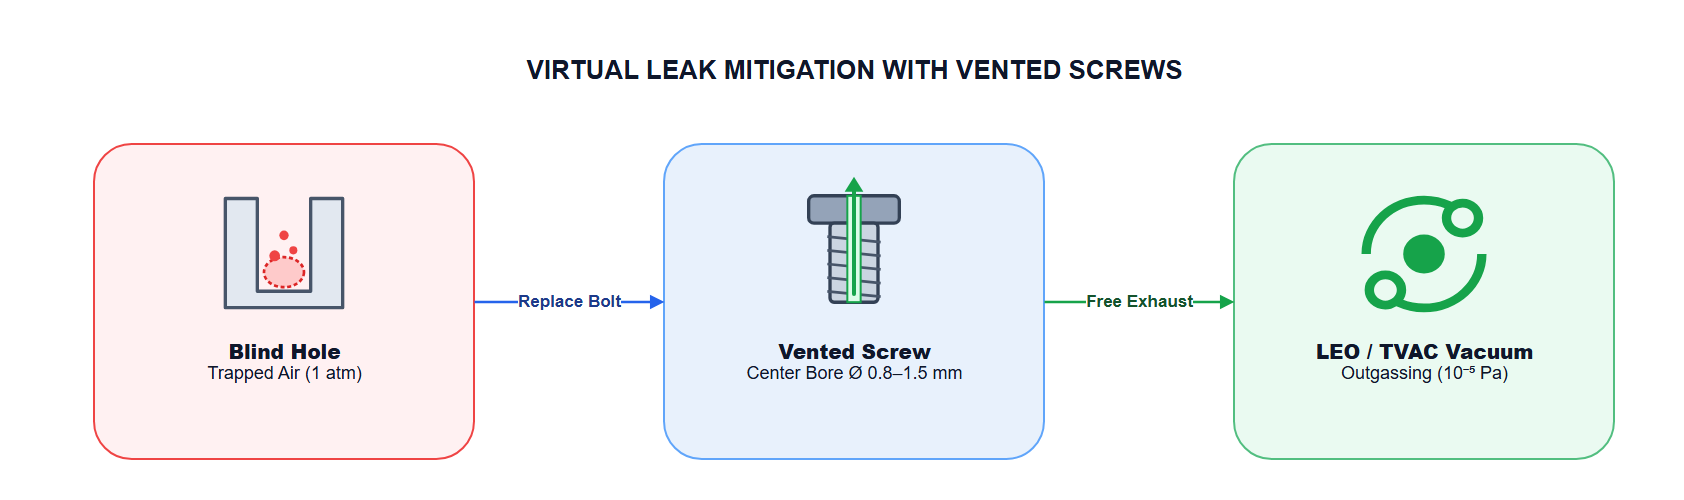 VIRTUAL LEAK MITIGATION WITH VENTED SCREWS
Replace Bolt
Free Exhaust
Blind Hole
Trapped Air (1 atm)
Vented Screw
Center Bore Ø 0.8–1.5 mm
LEO / TVAC Vacuum
Outgassing (10⁻⁵ Pa)